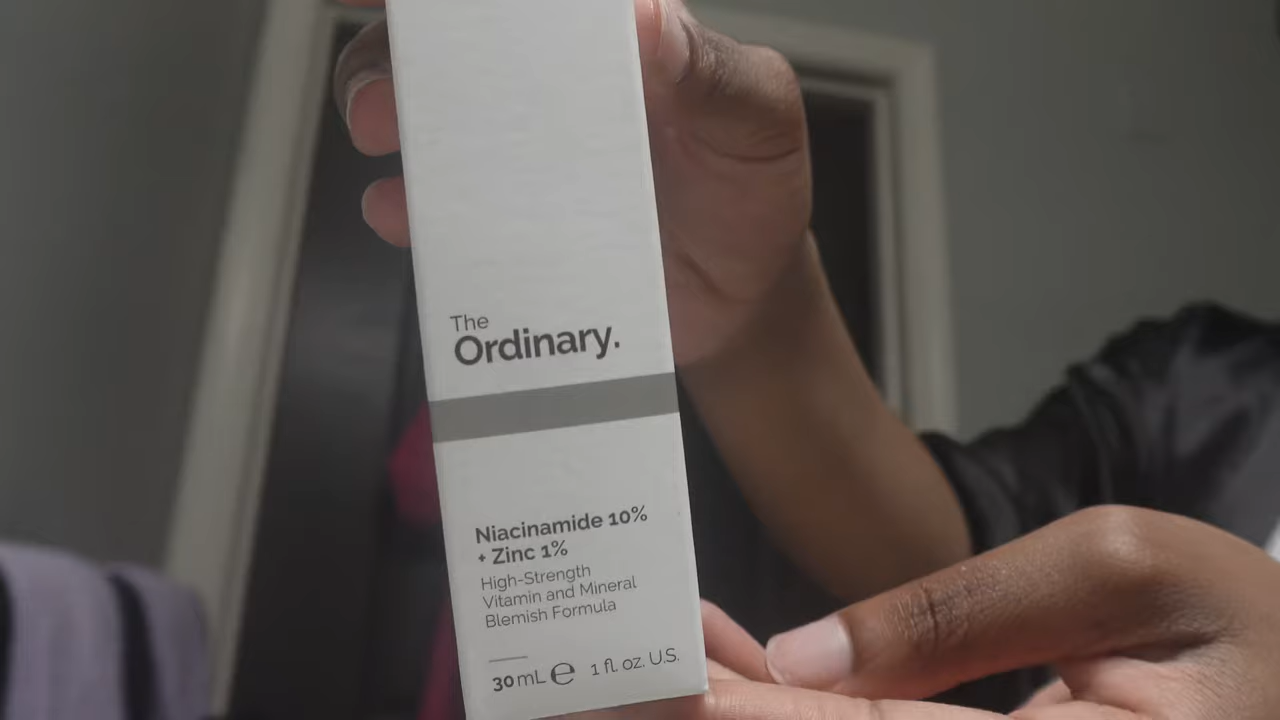 The
Ordinary.
Niacinamide 10%
+ Zinc 1%
High-Strength
Vitamin and Mineral
Blemish Formula
30 mL ℮ 1 fl. oz. U.S.